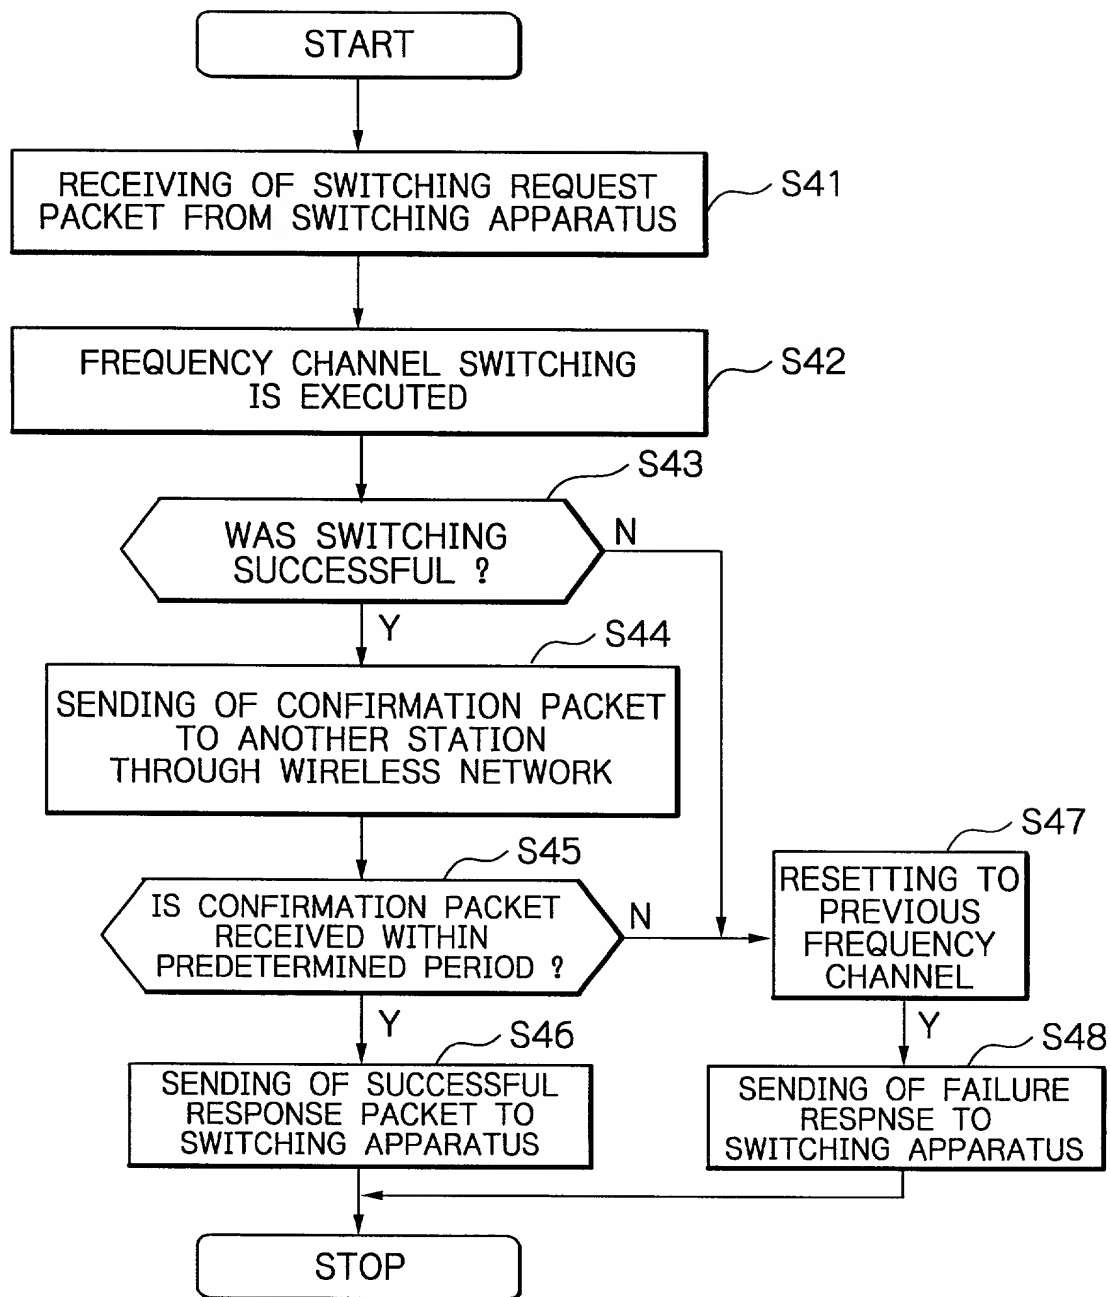 START
RECEIVING OF SWITCHING REQUEST
PACKET FROM SWITCHING APPARATUS
S41
FREQUENCY CHANNEL SWITCHING
IS EXECUTED
S42
S43
WAS SWITCHING
SUCCESSFUL ?
N
Y
S44
SENDING OF CONFIRMATION PACKET
TO ANOTHER STATION
THROUGH WIRELESS NETWORK
S45
IS CONFIRMATION PACKET
RECEIVED WITHIN
PREDETERMINED PERIOD ?
N
S47
RESETTING TO
PREVIOUS
FREQUENCY
CHANNEL
Y
S46
SENDING OF SUCCESSFUL
RESPONSE PACKET TO
SWITCHING APPARATUS
Y
S48
SENDING OF FAILURE
RESPNSE TO
SWITCHING APPARATUS
STOP